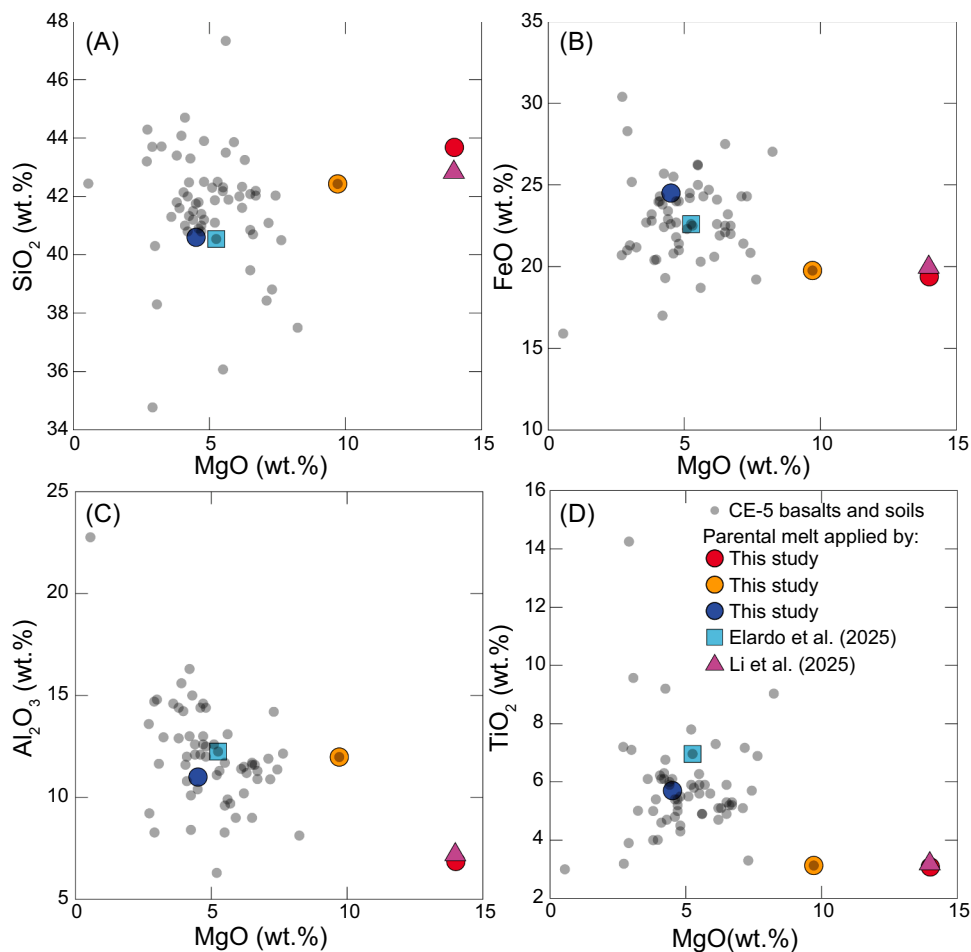 (A)
48
46
44
42
40
38
36
34
SiO₂ (wt.%)
0
5
10
15
MgO (wt.%)
(B)
35
30
25
20
15
10
FeO (wt.%)
0
5
10
15
MgO (wt.%)
(C)
25
20
15
10
5
Al₂O₃ (wt.%)
0
5
10
15
MgO (wt.%)
(D)
16
14
12
10
8
6
4
2
TiO₂ (wt.%)
0
5
10
15
MgO(wt.%)
CE-5 basalts and soils
Parental melt applied by:
This study
This study
This study
Elardo et al. (2025)
Li et al. (2025)